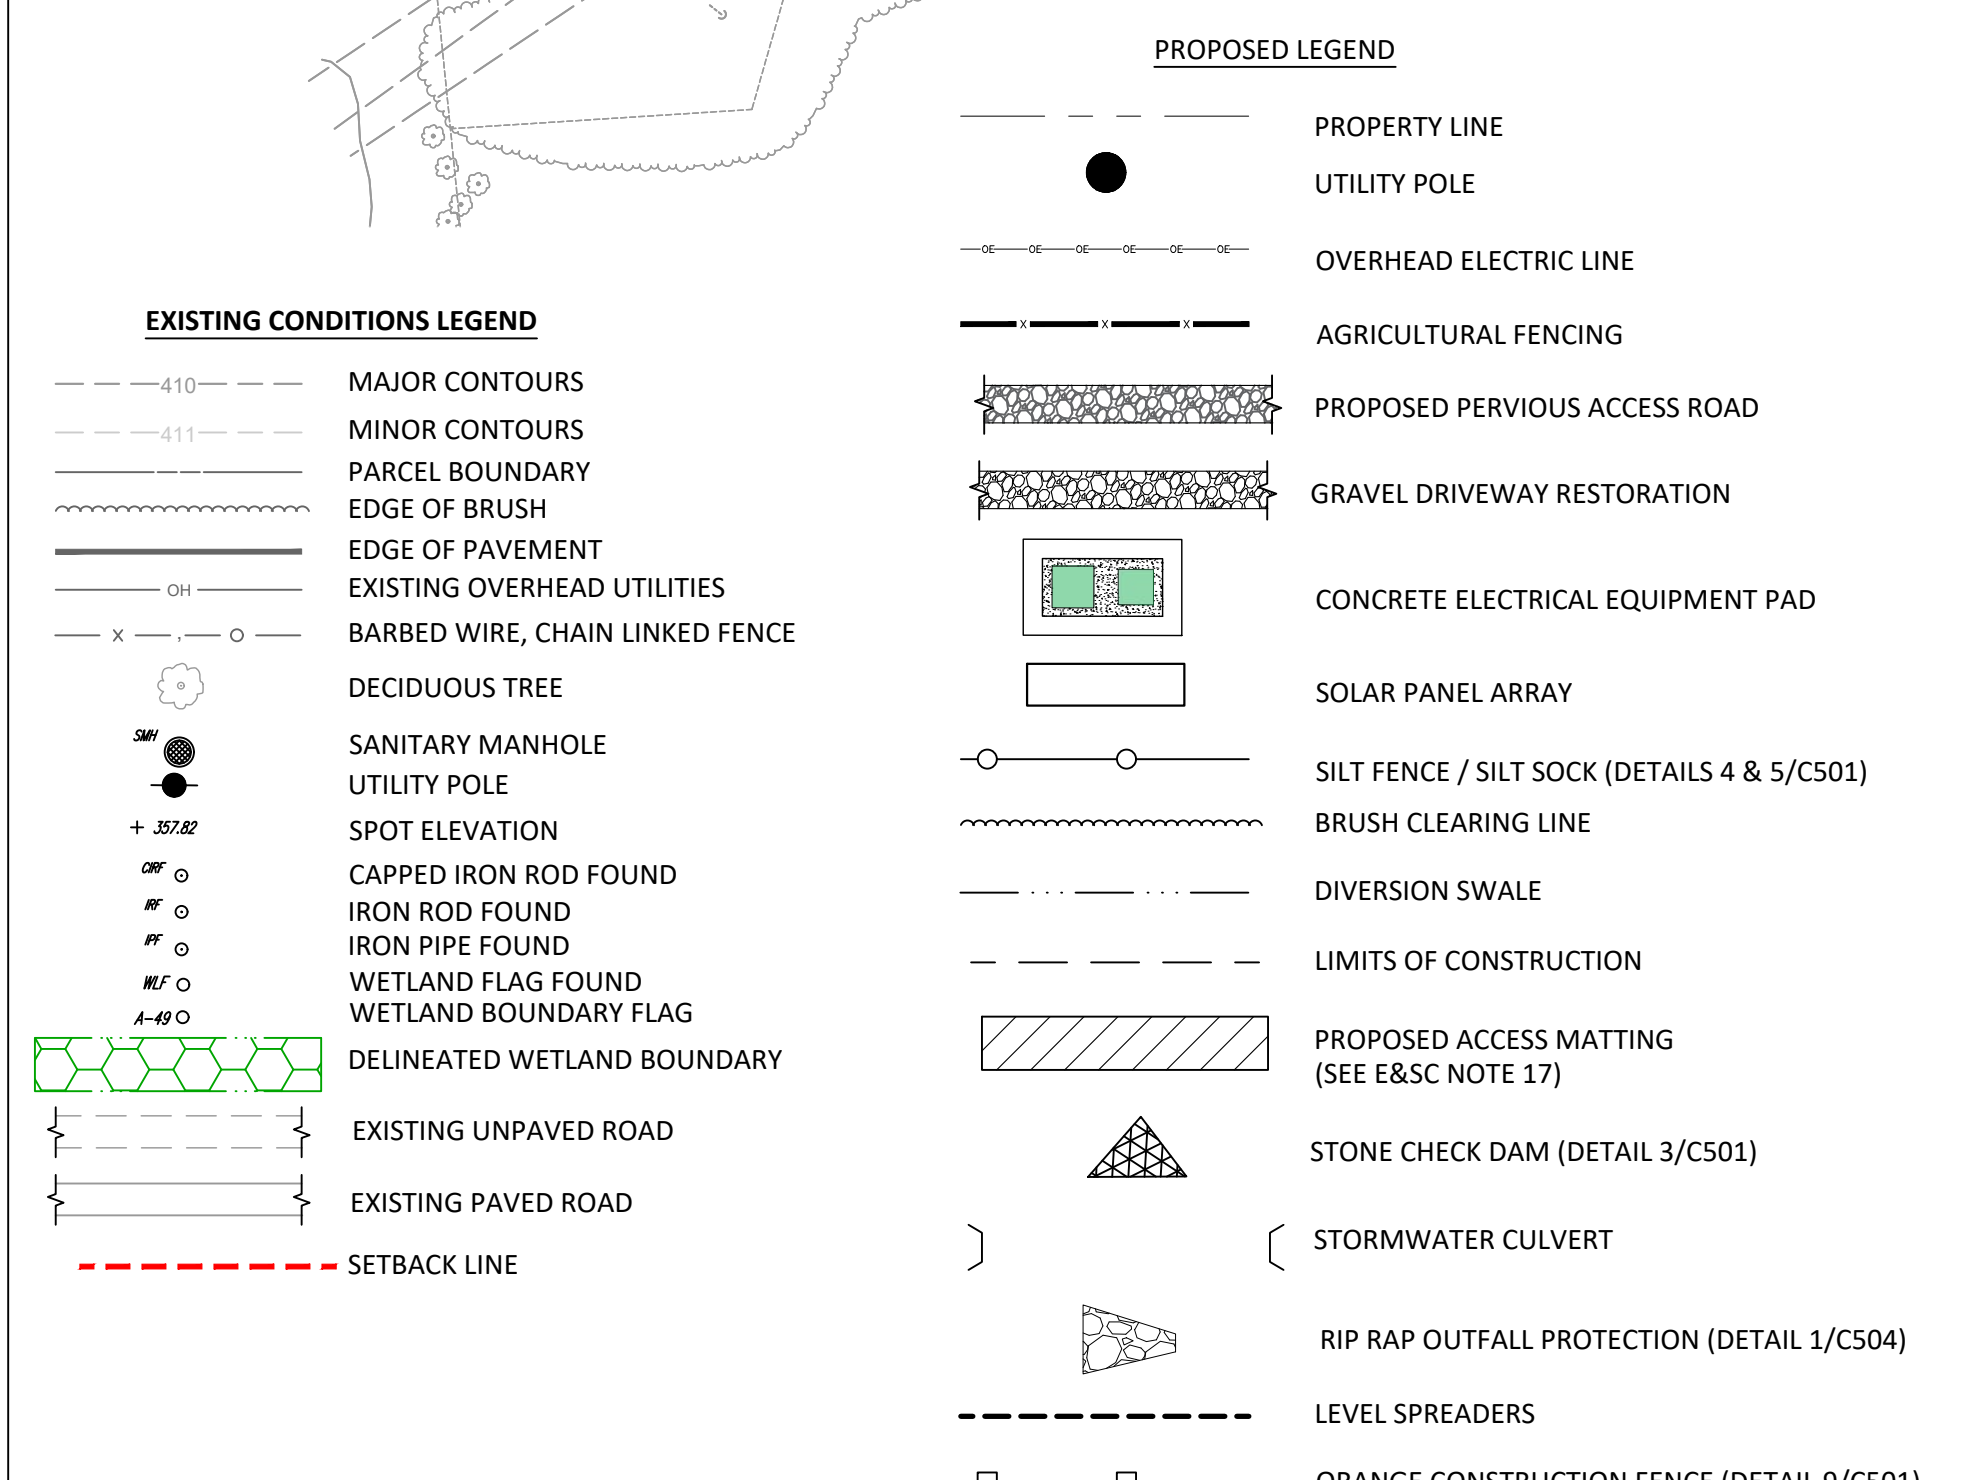 EXISTING CONDITIONS LEGEND
410 MAJOR CONTOURS
411 MINOR CONTOURS
PARCEL BOUNDARY
EDGE OF BRUSH
EDGE OF PAVEMENT
OH EXISTING OVERHEAD UTILITIES
X , O BARBED WIRE, CHAIN LINKED FENCE
DECIDUOUS TREE
SMH SANITARY MANHOLE
UTILITY POLE
+ 357.82 SPOT ELEVATION
CIRF CAPPED IRON ROD FOUND
IRF IRON ROD FOUND
IPF IRON PIPE FOUND
WLF WETLAND FLAG FOUND
A-49 WETLAND BOUNDARY FLAG
DELINEATED WETLAND BOUNDARY
EXISTING UNPAVED ROAD
EXISTING PAVED ROAD
SETBACK LINE
PROPOSED LEGEND
PROPERTY LINE
UTILITY POLE
OE OE OE OE OE OE OVERHEAD ELECTRIC LINE
X X X AGRICULTURAL FENCING
PROPOSED PERVIOUS ACCESS ROAD
GRAVEL DRIVEWAY RESTORATION
CONCRETE ELECTRICAL EQUIPMENT PAD
SOLAR PANEL ARRAY
SILT FENCE / SILT SOCK (DETAILS 4 & 5/C501)
BRUSH CLEARING LINE
DIVERSION SWALE
LIMITS OF CONSTRUCTION
PROPOSED ACCESS MATTING
(SEE E&SC NOTE 17)
STONE CHECK DAM (DETAIL 3/C501)
STORMWATER CULVERT
RIP RAP OUTFALL PROTECTION (DETAIL 1/C504)
LEVEL SPREADERS
ORANGE CONSTRUCTION FENCE (DETAIL 9/C501)